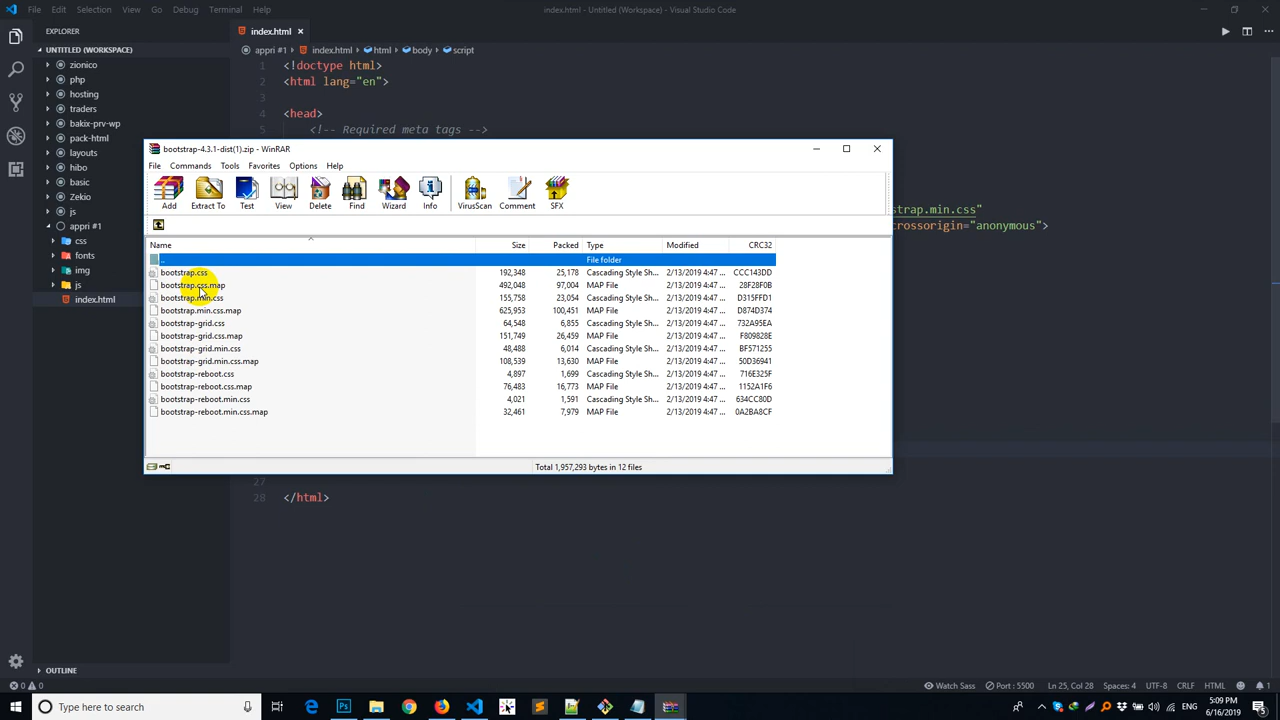 File Edit Selection View Go Debug Terminal Help
index.html - Untitled (Workspace) - Visual Studio Code
EXPLORER
index.html
UNTITLED (WORKSPACE)
appri #1 index.html html body script
zionico
php
hosting
traders
bakix-prv-wp
pack-html
layouts
hibo
basic
Zekio
js
appri #1
css
fonts
img
js
index.html
1 <!doctype html>
2 <html lang="en">
3
4 <head>
5 <!-- Required meta tags -->
bootstrap-4.3.1-dist(1).zip - WinRAR
File Commands Tools Favorites Options Help
Add Extract To Test View Delete Find Wizard Info VirusScan Comment SFX
strap.min.css"
crossorigin="anonymous">
Name Size Packed Type Modified CRC32
.. File folder
bootstrap.css 192,348 25,178 Cascading Style Sh... 2/13/2019 4:47 ... CCC143DD
bootstrap.css.map 492,048 97,004 MAP File 2/13/2019 4:47 ... 28F28F0B
bootstrap.min.css 155,758 23,054 Cascading Style Sh... 2/13/2019 4:47 ... D315FFD1
bootstrap.min.css.map 625,953 100,451 MAP File 2/13/2019 4:47 ... D874D374
bootstrap-grid.css 64,548 6,855 Cascading Style Sh... 2/13/2019 4:47 ... 732A95EA
bootstrap-grid.css.map 151,749 26,459 MAP File 2/13/2019 4:47 ... F809828E
bootstrap-grid.min.css 48,488 6,014 Cascading Style Sh... 2/13/2019 4:47 ... BF571255
bootstrap-grid.min.css.map 108,539 13,630 MAP File 2/13/2019 4:47 ... 50D36941
bootstrap-reboot.css 4,897 1,699 Cascading Style Sh... 2/13/2019 4:47 ... 716E325F
bootstrap-reboot.css.map 76,483 16,773 MAP File 2/13/2019 4:47 ... 1152A1F6
bootstrap-reboot.min.css 4,021 1,591 Cascading Style Sh... 2/13/2019 4:47 ... 634CC80D
bootstrap-reboot.min.css.map 32,461 7,979 MAP File 2/13/2019 4:47 ... 0A2BA8CF
Total 1,957,293 bytes in 12 files
27
28 </html>
OUTLINE
0 0
Watch Sass Port : 5500 Ln 25, Col 28 Spaces: 4 UTF-8 CRLF HTML 1
Type here to search
ENG
5:09 PM
6/16/2019